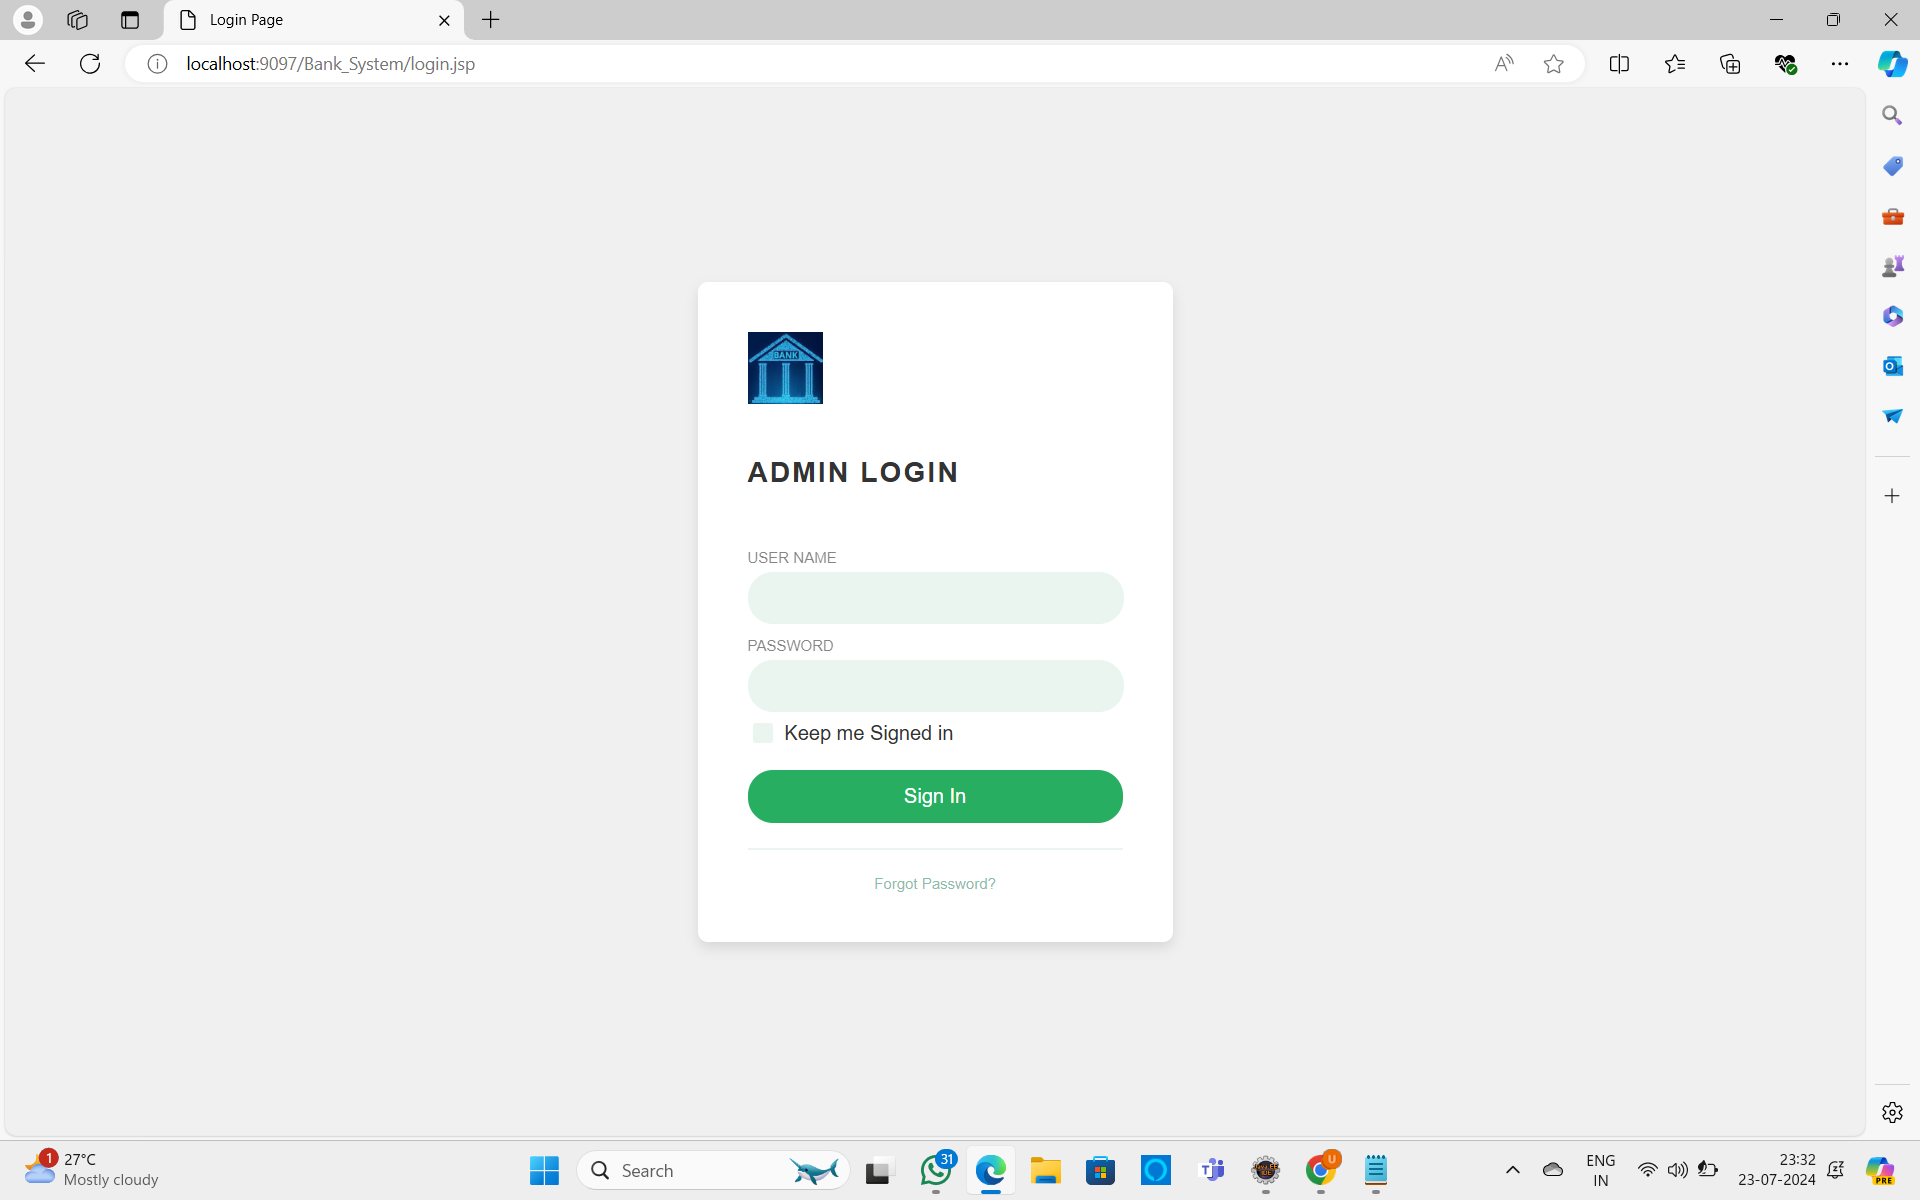 Login Page
localhost:9097/Bank_System/login.jsp
BANK
ADMIN LOGIN
USER NAME
PASSWORD
Keep me Signed in
Sign In
Forgot Password?
1
27°C
Mostly cloudy
Search
31
U
ENG
IN
23:32
23-07-2024
PRE